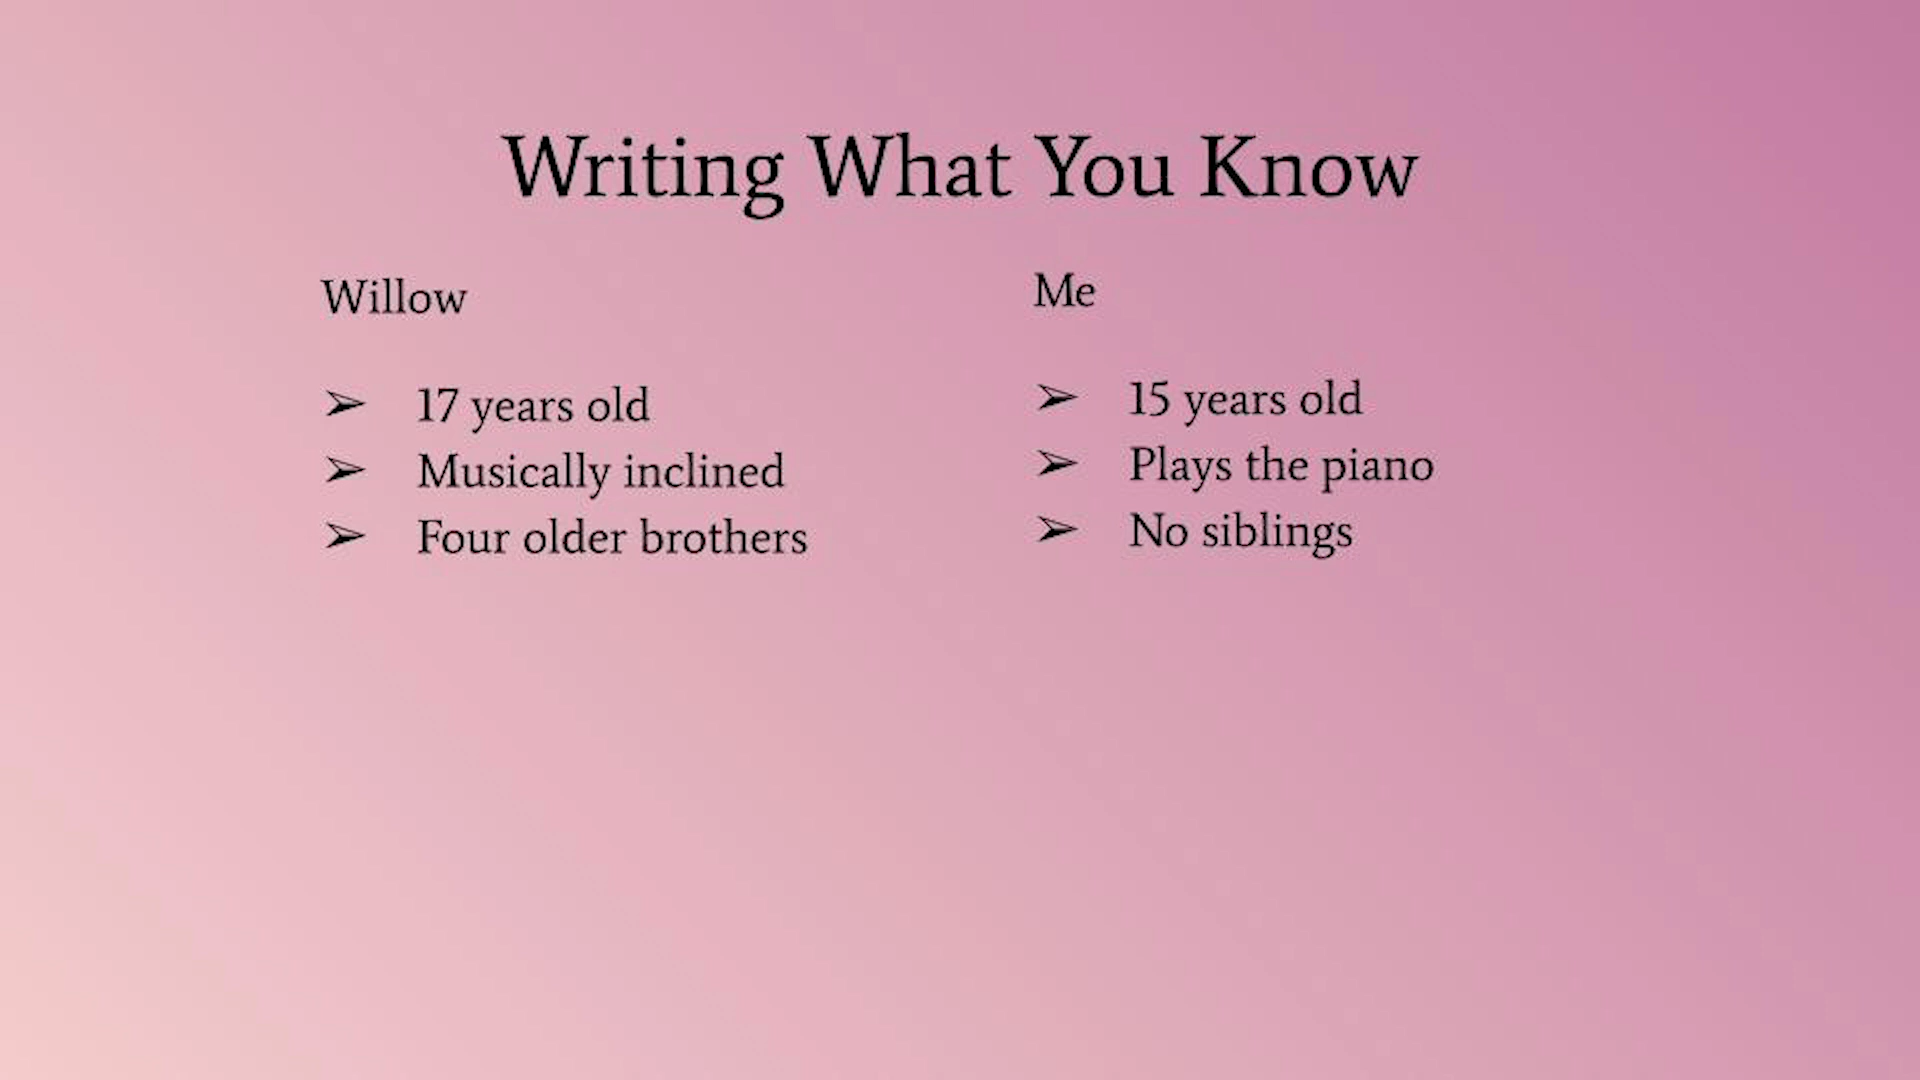 Writing What You Know
Willow
➢ 17 years old
➢ Musically inclined
➢ Four older brothers
Me
➢ 15 years old
➢ Plays the piano
➢ No siblings